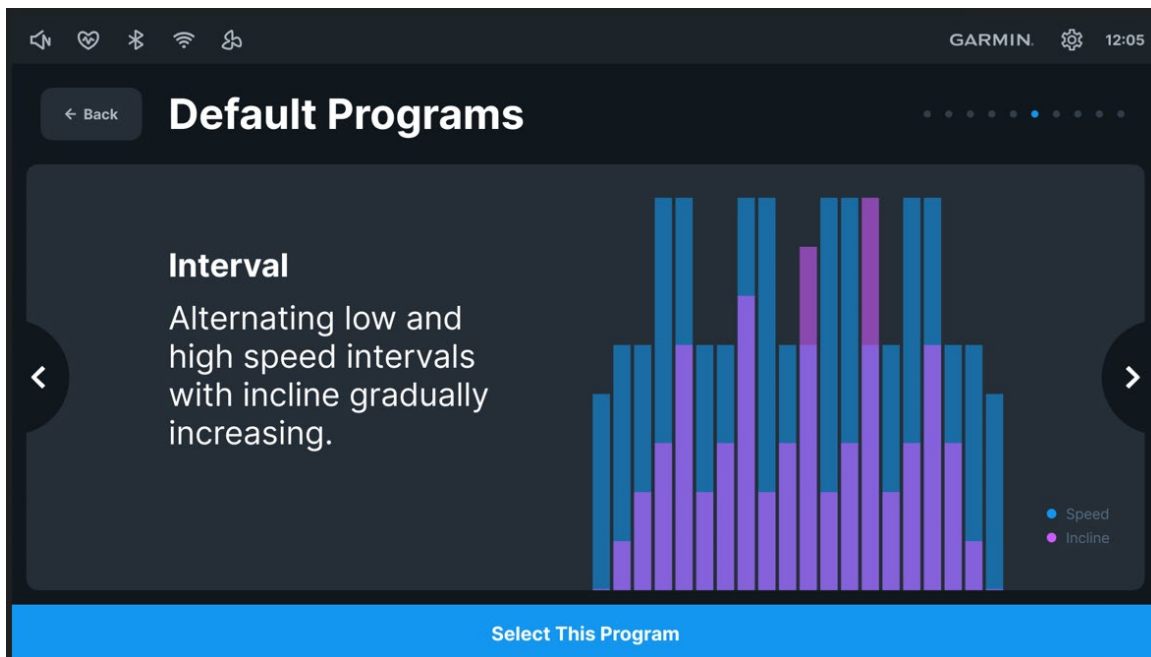 GARMIN. 12:05
← Back Default Programs
Interval
Alternating low and
high speed intervals
with incline gradually
increasing.
Speed
Incline
Select This Program